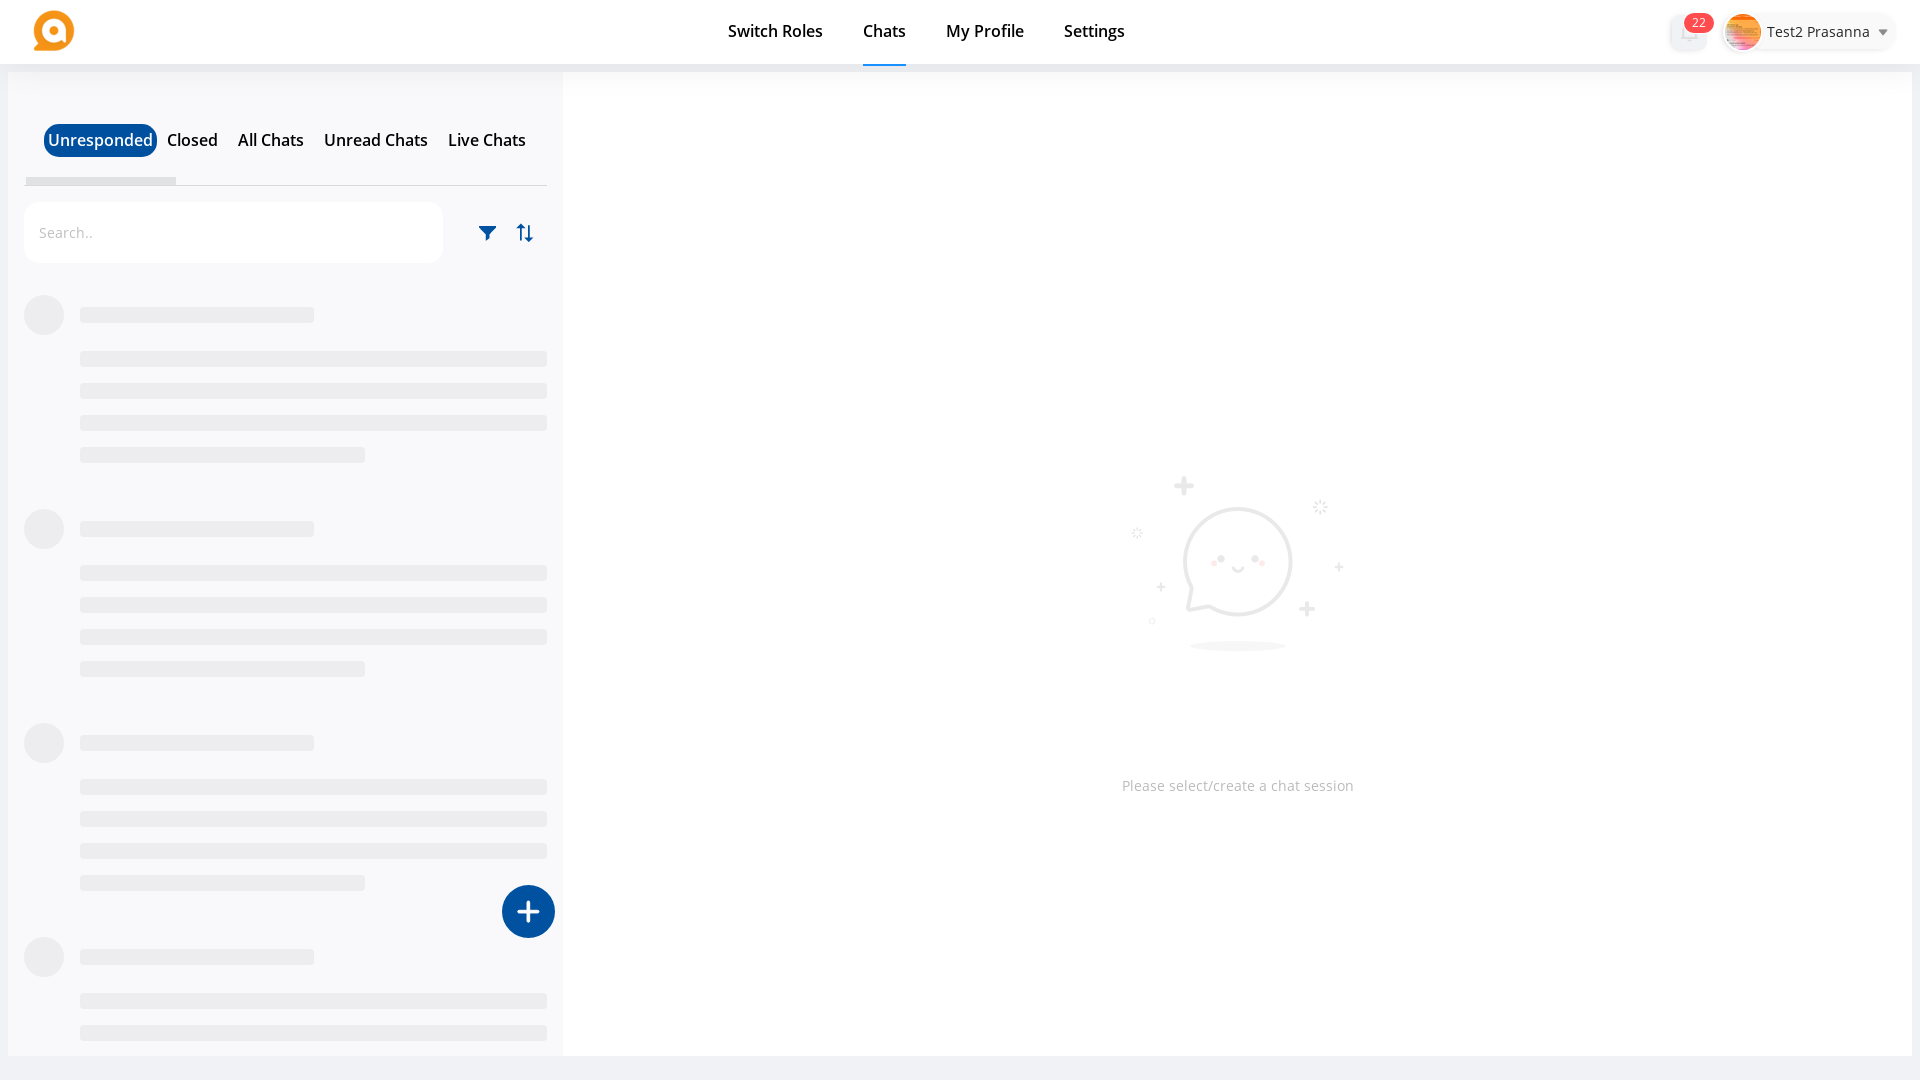 Switch Roles Chats My Profile Settings
22
Test2 Prasanna
Unresponded Closed All Chats Unread Chats Live Chats
Search..
Please select/create a chat session